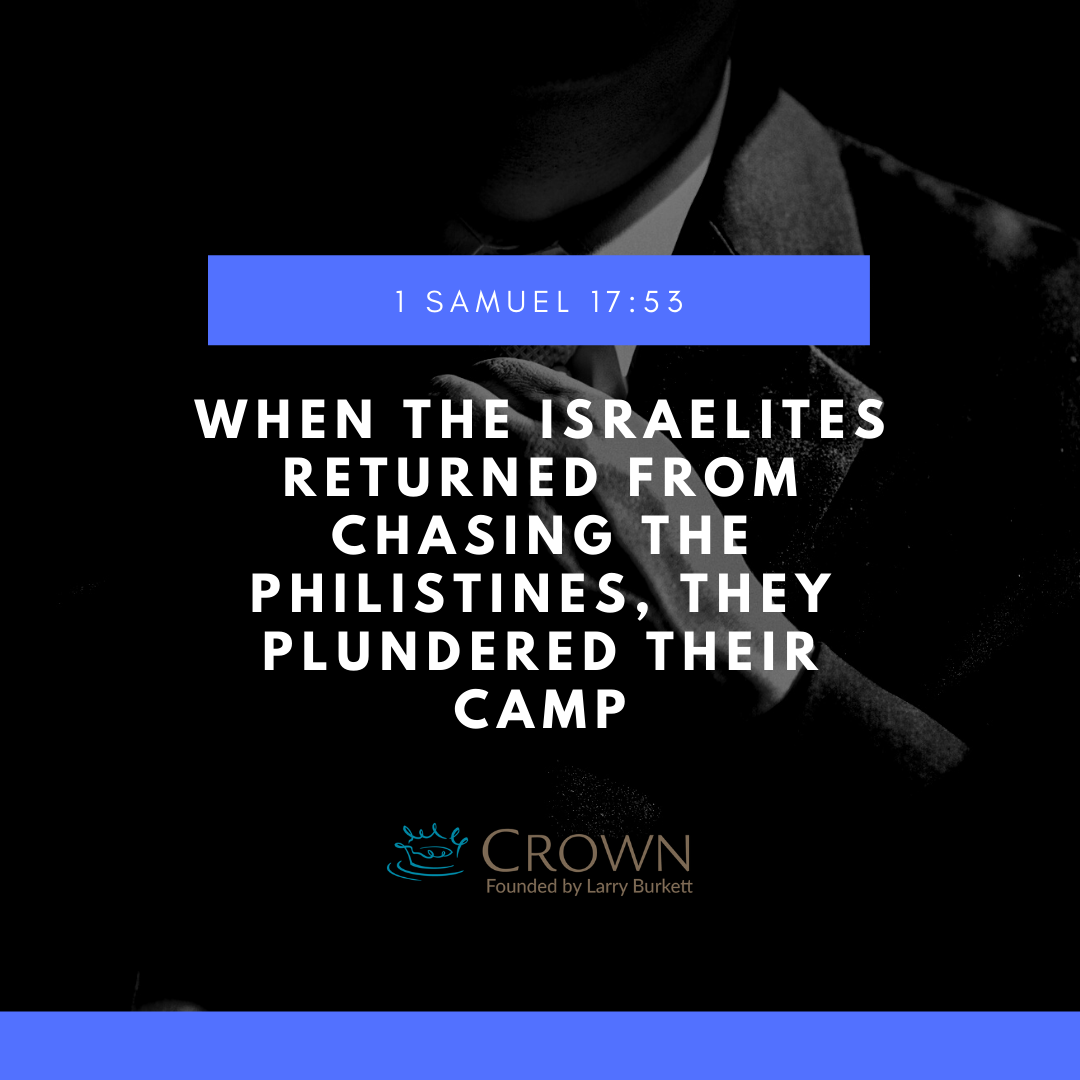 1 SAMUEL 17:53
WHEN THE ISRAELITES
RETURNED FROM
CHASING THE
PHILISTINES, THEY
PLUNDERED THEIR
CAMP
CROWN
Founded by Larry Burkett